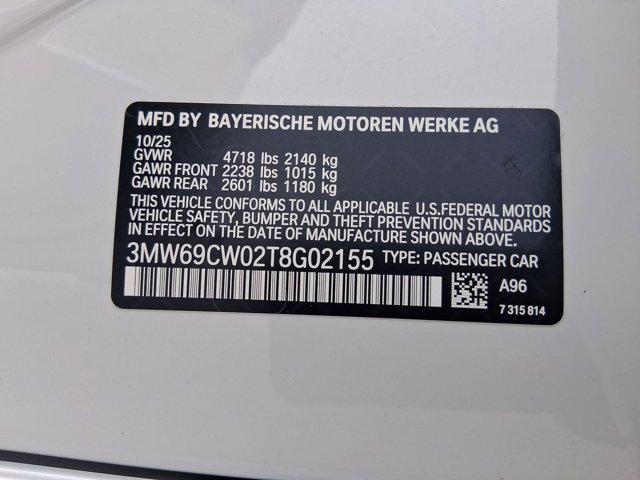 MFD BY BAYERISCHE MOTOREN WERKE AG
10/25
GVWR 4718 lbs 2140 kg
GAWR FRONT 2238 lbs 1015 kg
GAWR REAR 2601 lbs 1180 kg
THIS VEHICLE CONFORMS TO ALL APPLICABLE U.S.FEDERAL MOTOR
VEHICLE SAFETY, BUMPER AND THEFT PREVENTION STANDARDS
IN EFFECT ON THE DATE OF MANUFACTURE SHOWN ABOVE.
3MW69CW02T8G02155 TYPE: PASSENGER CAR
A96
7 315 814